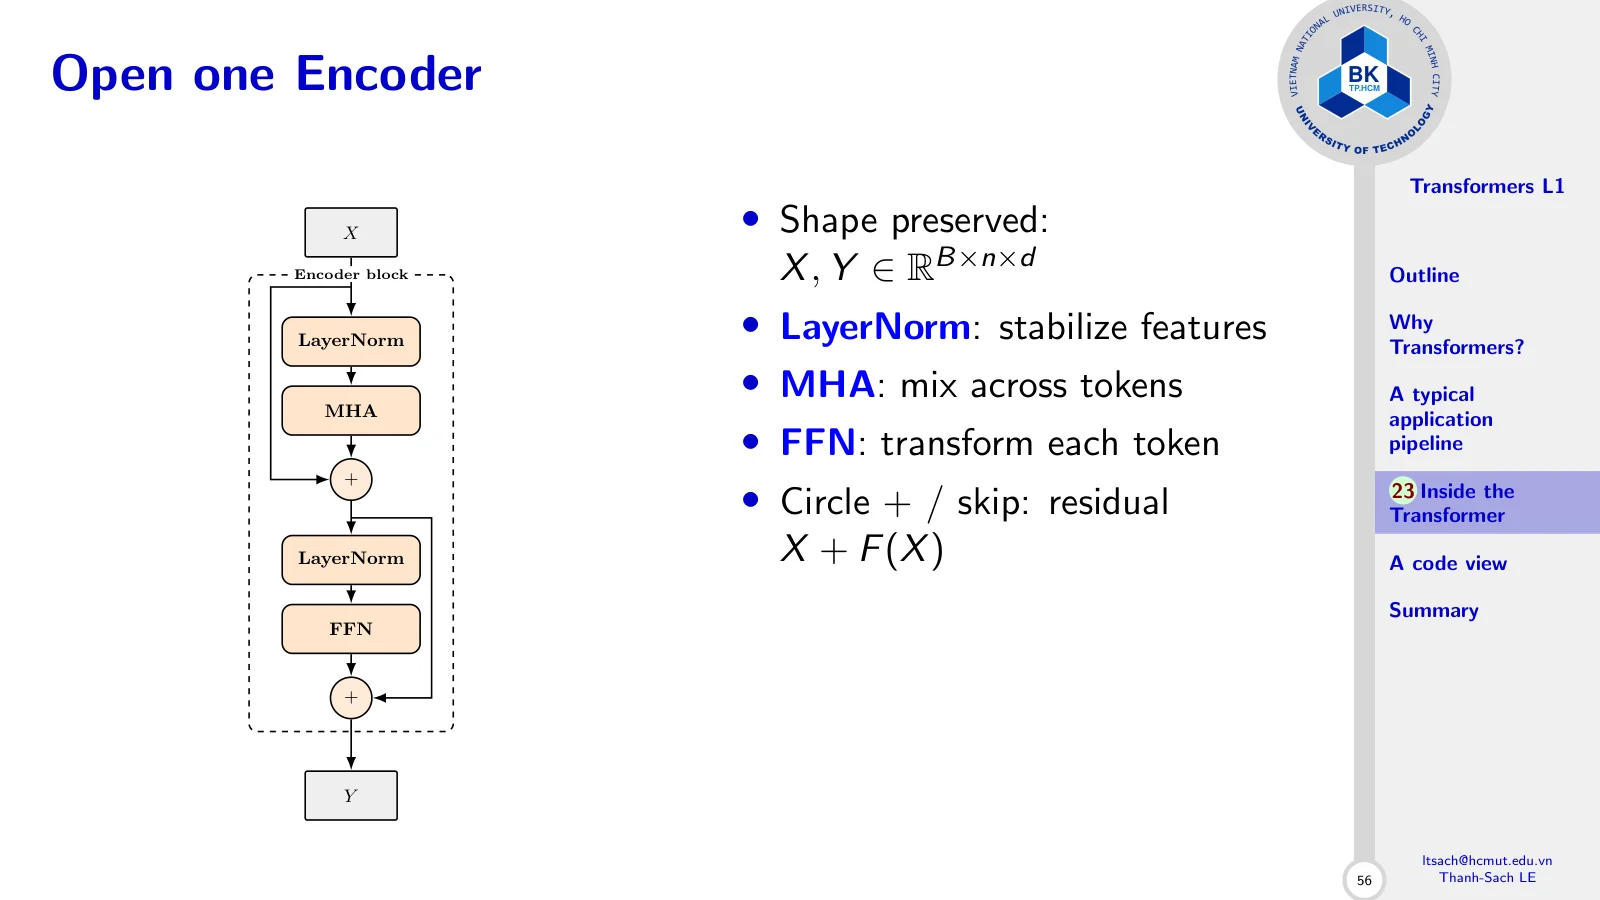 Open one Encoder
X
Encoder block
LayerNorm
MHA
+
LayerNorm
FFN
+
Y
• Shape preserved:
X, Y ∈ ℝ^{B×n×d}
• LayerNorm: stabilize features
• MHA: mix across tokens
• FFN: transform each token
• Circle + / skip: residual
X + F(X)
VIETNAM NATIONAL UNIVERSITY, HO CHI MINH CITY
BK
TP.HCM
UNIVERSITY OF TECHNOLOGY
Transformers L1
Outline
Why
Transformers?
A typical
application
pipeline
23 Inside the
Transformer
A code view
Summary
ltsach@hcmut.edu.vn
Thanh-Sach LE
56